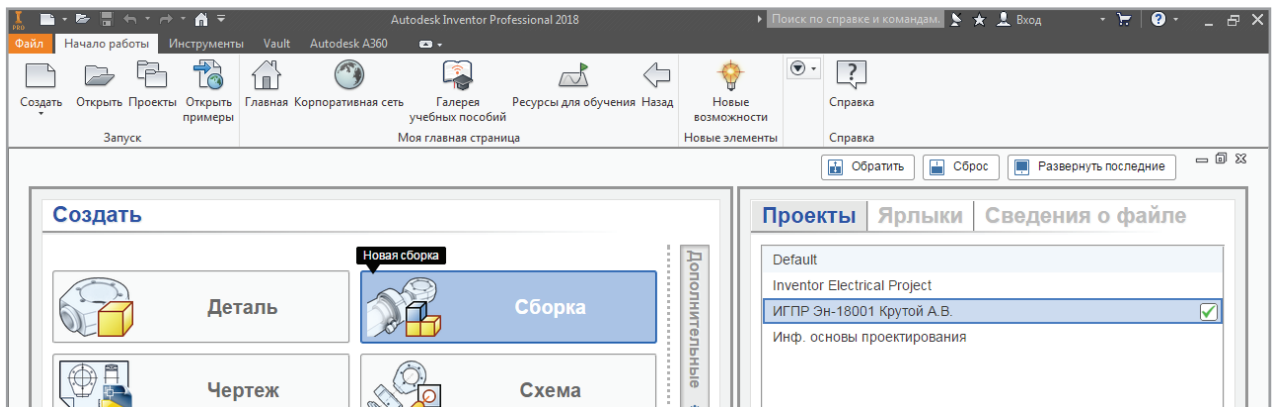 PRO Autodesk Inventor Professional 2018 Поиск по справке и командам. Вход
Файл Начало работы Инструменты Vault Autodesk A360
Создать Открыть Проекты Открыть примеры Главная Корпоративная сеть Галерея учебных пособий Ресурсы для обучения Назад Новые возможности Справка
Запуск Моя главная страница Новые элементы Справка
Обратить Сброс Развернуть последние
Создать
Проекты Ярлыки Сведения о файле
Новая сборка
Деталь Сборка
Чертеж Схема
Дополнительные
Default
Inventor Electrical Project
ИГПР Эн-18001 Крутой А.В.
Инф. основы проектирования